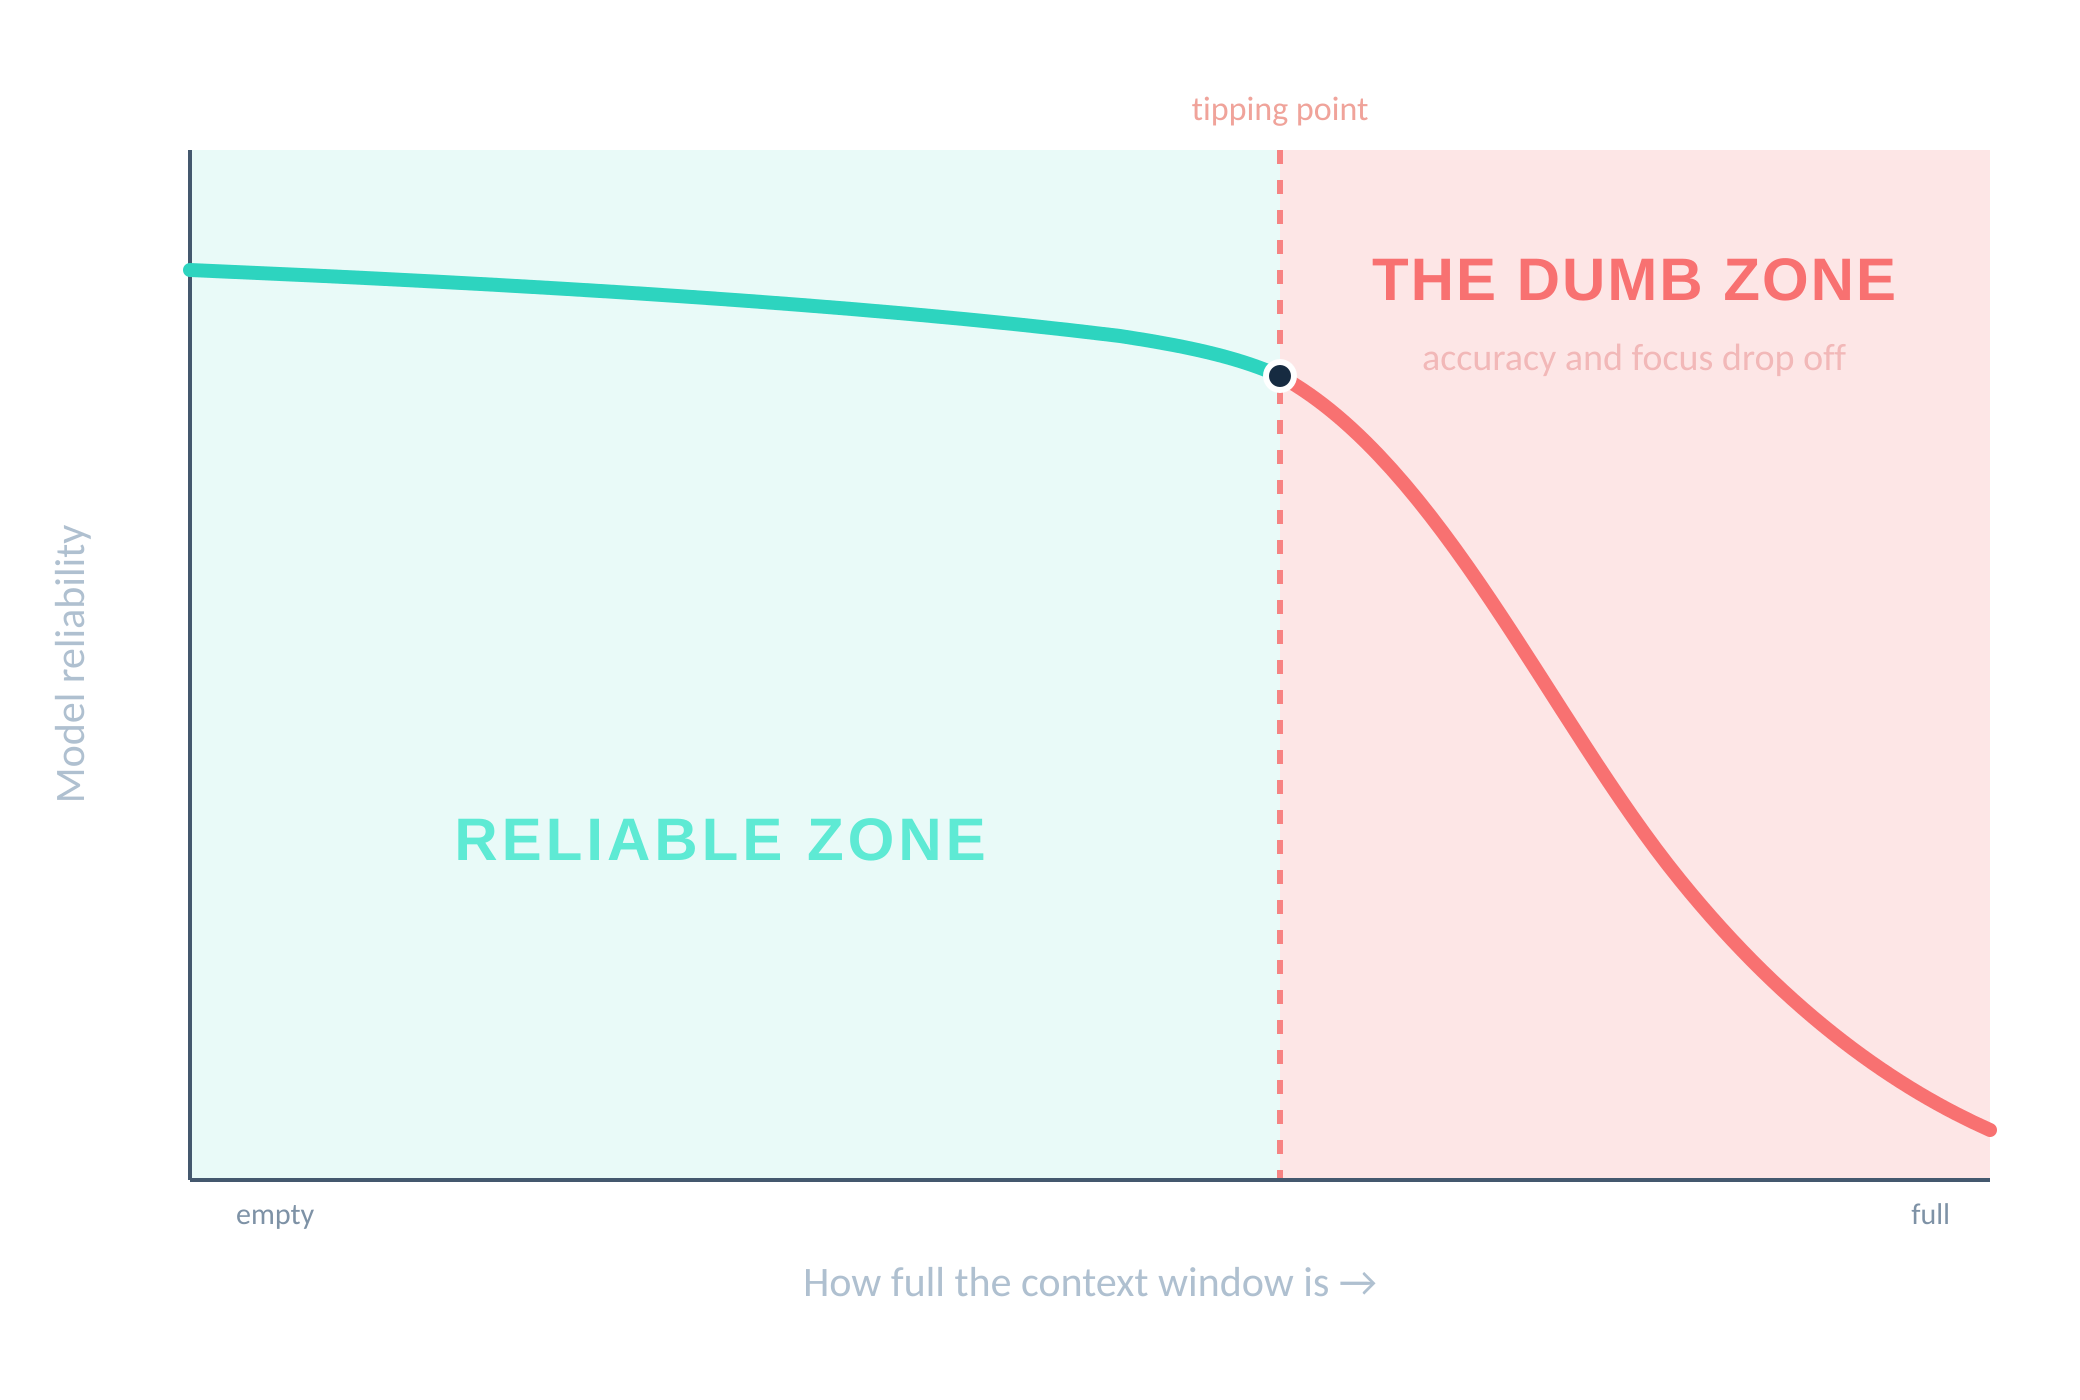 tipping point
THE DUMB ZONE
accuracy and focus drop off
Model reliability
RELIABLE ZONE
empty
full
How full the context window is →